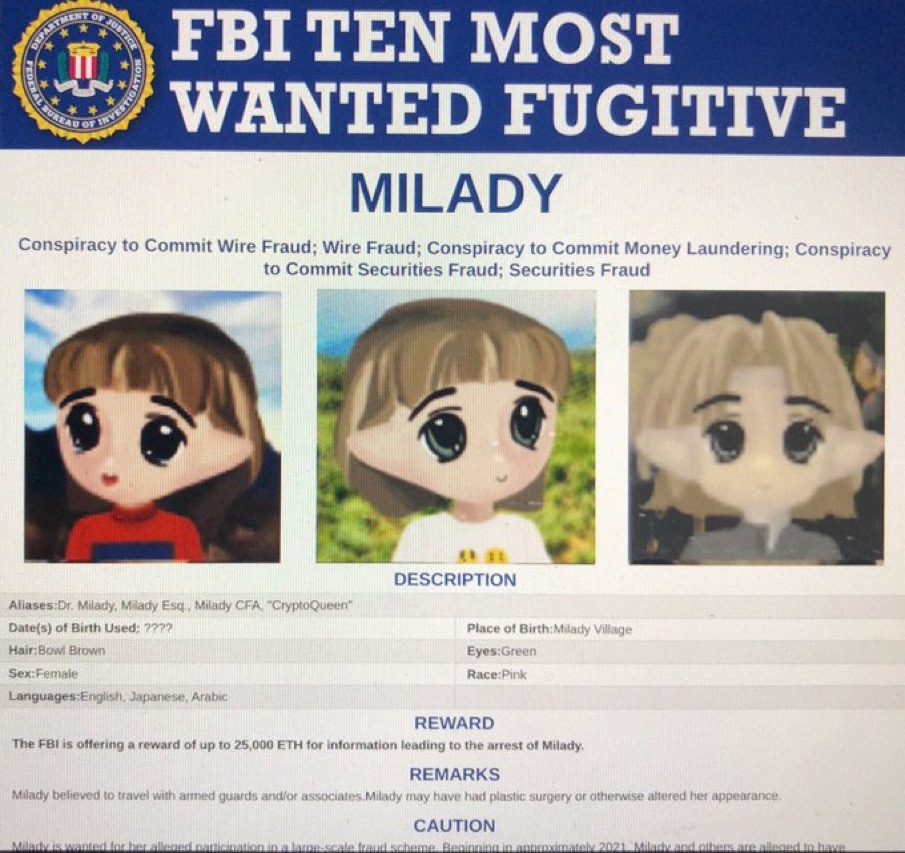 DEPARTMENT OF JUSTICE
FEDERAL BUREAU OF INVESTIGATION
FBI TEN MOST
WANTED FUGITIVE
MILADY
Conspiracy to Commit Wire Fraud; Wire Fraud; Conspiracy to Commit Money Laundering; Conspiracy
to Commit Securities Fraud; Securities Fraud
DESCRIPTION
Aliases:Dr. Milady, Milady Esq., Milady CFA, "CryptoQueen"
Date(s) of Birth Used: ????
Place of Birth:Milady Village
Hair:Bowl Brown
Eyes:Green
Sex:Female
Race:Pink
Languages:English, Japanese, Arabic
REWARD
The FBI is offering a reward of up to 25,000 ETH for information leading to the arrest of Milady.
REMARKS
Milady believed to travel with armed guards and/or associates.Milady may have had plastic surgery or otherwise altered her appearance.
CAUTION
Milady is wanted for her alleged participation in a large-scale fraud scheme. Beginning in approximately 2021, Milady and others are alleged to have